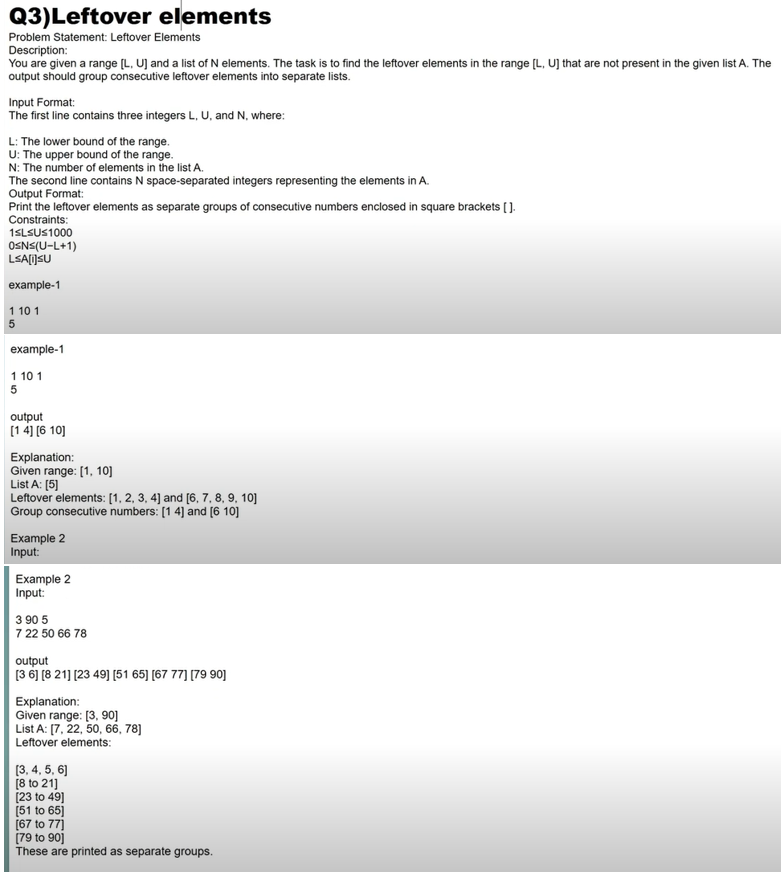 Q3)Leftover elements
Problem Statement: Leftover Elements
Description:
You are given a range [L, U] and a list of N elements. The task is to find the leftover elements in the range [L, U] that are not present in the given list A. The
output should group consecutive leftover elements into separate lists.
Input Format:
The first line contains three integers L, U, and N, where:
L: The lower bound of the range.
U: The upper bound of the range.
N: The number of elements in the list A.
The second line contains N space-separated integers representing the elements in A.
Output Format:
Print the leftover elements as separate groups of consecutive numbers enclosed in square brackets [ ].
Constraints:
1≤L≤U≤1000
0≤N≤(U−L+1)
L≤A[i]≤U
example-1
1 10 1
5
example-1
1 10 1
5
output
[1 4] [6 10]
Explanation:
Given range: [1, 10]
List A: [5]
Leftover elements: [1, 2, 3, 4] and [6, 7, 8, 9, 10]
Group consecutive numbers: [1 4] and [6 10]
Example 2
Input:
Example 2
Input:
3 90 5
7 22 50 66 78
output
[3 6] [8 21] [23 49] [51 65] [67 77] [79 90]
Explanation:
Given range: [3, 90]
List A: [7, 22, 50, 66, 78]
Leftover elements:
[3, 4, 5, 6]
[8 to 21]
[23 to 49]
[51 to 65]
[67 to 77]
[79 to 90]
These are printed as separate groups.